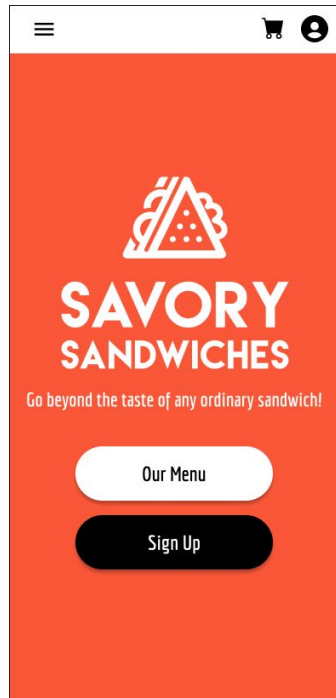 SAVORY
SANDWICHES
Go beyond the taste of any ordinary sandwich!
Our Menu
Sign Up